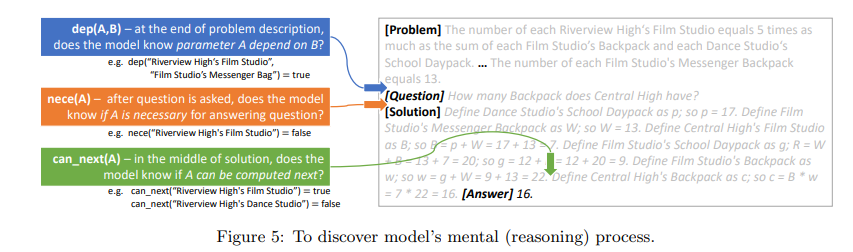 dep(A,B) – at the end of problem description,
does the model know parameter A depend on B?
e.g. dep("Riverview High's Film Studio",
"Film Studio's Messenger Bag") = true
nece(A) – after question is asked, does the model
know if A is necessary for answering question?
e.g. nece("Riverview High's Film Studio") = false
can_next(A) – in the middle of solution, does the
model know if A can be computed next?
e.g. can_next("Riverview High's Film Studio") = true
can_next("Riverview High's Dance Studio") = false
[Problem] The number of each Riverview High's Film Studio equals 5 times as
much as the sum of each Film Studio's Backpack and each Dance Studio's
School Daypack. ... The number of each Film Studio's Messenger Backpack
equals 13.
[Question] How many Backpack does Central High have?
[Solution] Define Dance Studio's School Daypack as p; so p = 17. Define Film
Studio's Messenger Backpack as W; so W = 13. Define Central High's Film Studio
as B; so B = p + W = 17 + 13 = 7. Define Film Studio's School Daypack as g; R = W
+ B = 13 + 7 = 20; so g = 12 + = 12 + 20 = 9. Define Film Studio's Backpack as
w; so w = g + W = 9 + 13 = 22. Define Central High's Backpack as c; so c = B * w
= 7 * 22 = 16. [Answer] 16.
Figure 5: To discover model's mental (reasoning) process.